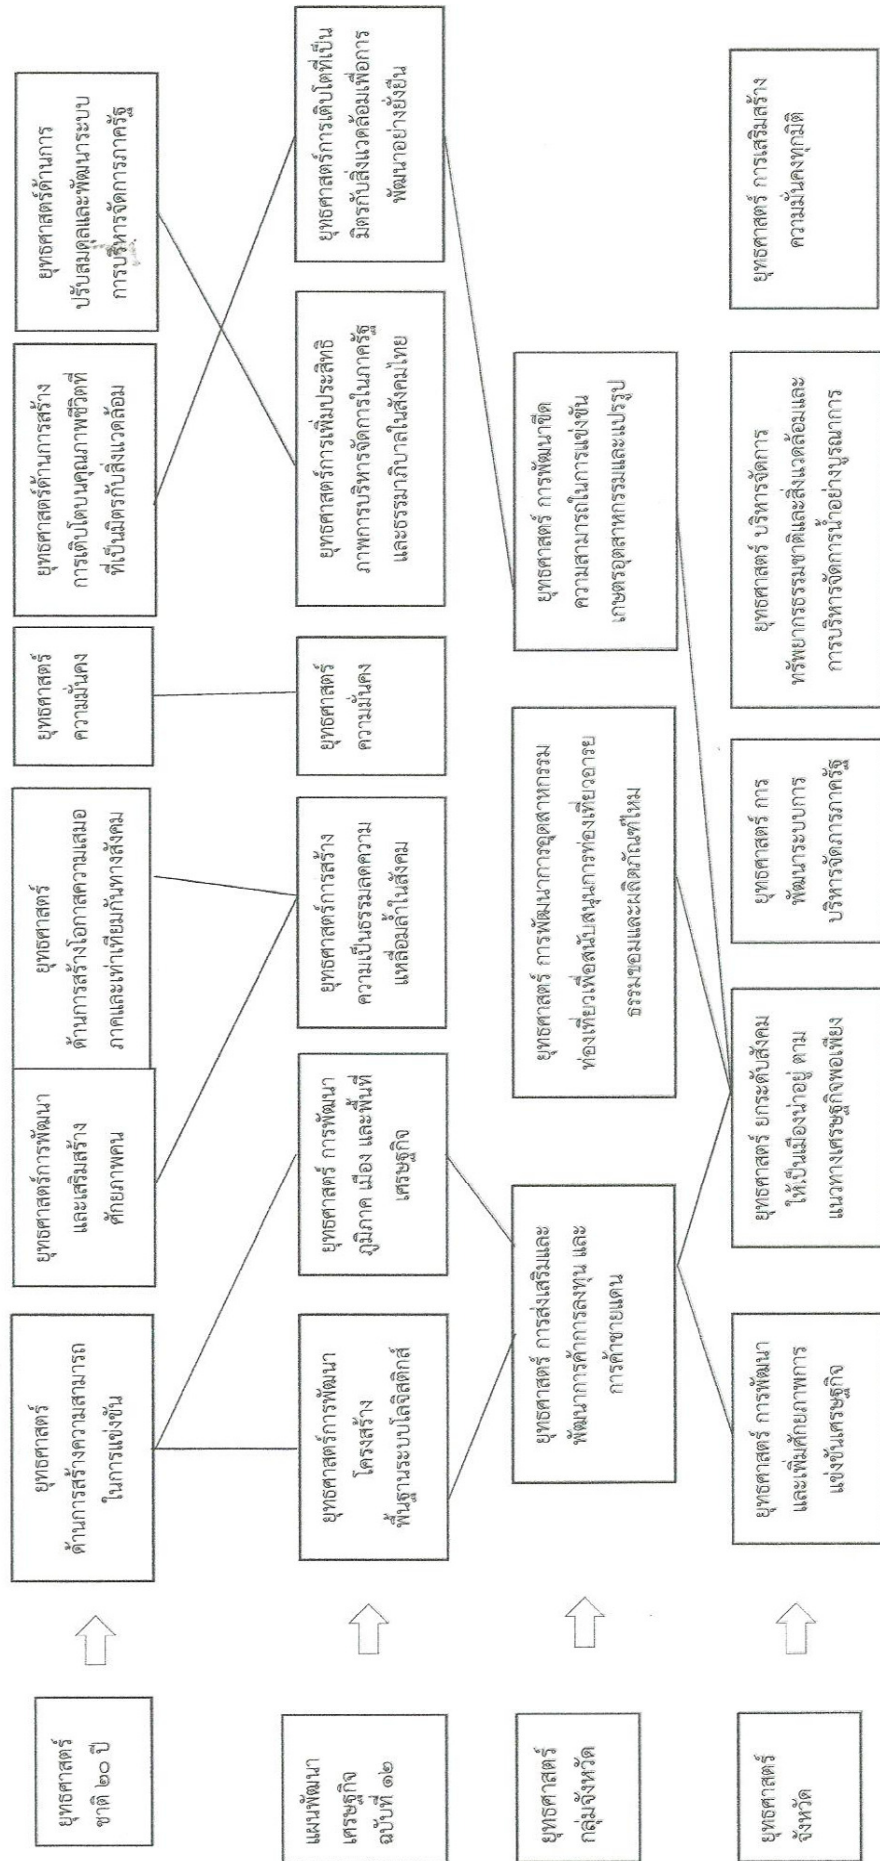 ยุทธศาสตร์
ชาติ ๒๐ ปี
ยุทธศาสตร์
ด้านการสร้างความสามารถ
ในการแข่งขัน
ยุทธศาสตร์การพัฒนา
และเสริมสร้าง
ศักยภาพคน
ยุทธศาสตร์
ด้านการสร้างโอกาสความเสมอ
ภาคและเท่าเทียมกันทางสังคม
ยุทธศาสตร์
ความมั่นคง
ยุทธศาสตร์ด้านการสร้าง
การเติบโตบนคุณภาพชีวิตที่
ที่เป็นมิตรกับสิ่งแวดล้อม
ยุทธศาสตร์ด้านการ
ปรับสมดุลและพัฒนาระบบ
การบริหารจัดการภาครัฐ
แผนพัฒนา
เศรษฐกิจ
ฉบับที่ ๑๒
ยุทธศาสตร์การพัฒนา
โครงสร้าง
พื้นฐานระบบโลจิสติกส์
ยุทธศาสตร์ การพัฒนา
ภูมิภาค เมือง และพื้นที่
เศรษฐกิจ
ยุทธศาสตร์การสร้าง
ความเป็นธรรมลดความ
เหลื่อมล้ำในสังคม
ยุทธศาสตร์
ความมั่นคง
ยุทธศาสตร์การเพิ่มประสิทธิ
ภาพการบริหารจัดการในภาครัฐ
และธรรมาภิบาลในสังคมไทย
ยุทธศาสตร์การเติบโตที่เป็น
มิตรกับสิ่งแวดล้อมเพื่อการ
พัฒนาอย่างยั่งยืน
ยุทธศาสตร์
กลุ่มจังหวัด
ยุทธศาสตร์ การส่งเสริมและ
พัฒนาการค้าการลงทุน และ
การค้าชายแดน
ยุทธศาสตร์ การพัฒนาการอุตสาหกรรม
ท่องเที่ยวเพื่อสนับสนุนการท่องเที่ยวอารย
ธรรมขอมและผลิตภัณฑ์ไหม
ยุทธศาสตร์ การพัฒนาขีด
ความสามารถในการแข่งขัน
เกษตรอุตสาหกรรมและแปรรูป
ยุทธศาสตร์
จังหวัด
ยุทธศาสตร์ การพัฒนา
และเพิ่มศักยภาพการ
แข่งขันเศรษฐกิจ
ยุทธศาสตร์ ยกระดับสังคม
ให้เป็นเมืองน่าอยู่ ตาม
แนวทางเศรษฐกิจพอเพียง
ยุทธศาสตร์ การ
พัฒนาระบบการ
บริหารจัดการภาครัฐ
ยุทธศาสตร์ บริหารจัดการ
ทรัพยากรธรรมชาติและสิ่งแวดล้อมและ
การบริหารจัดการน้ำอย่างบูรณาการ
ยุทธศาสตร์ การเสริมสร้าง
ความมั่นคงทุกมิติ